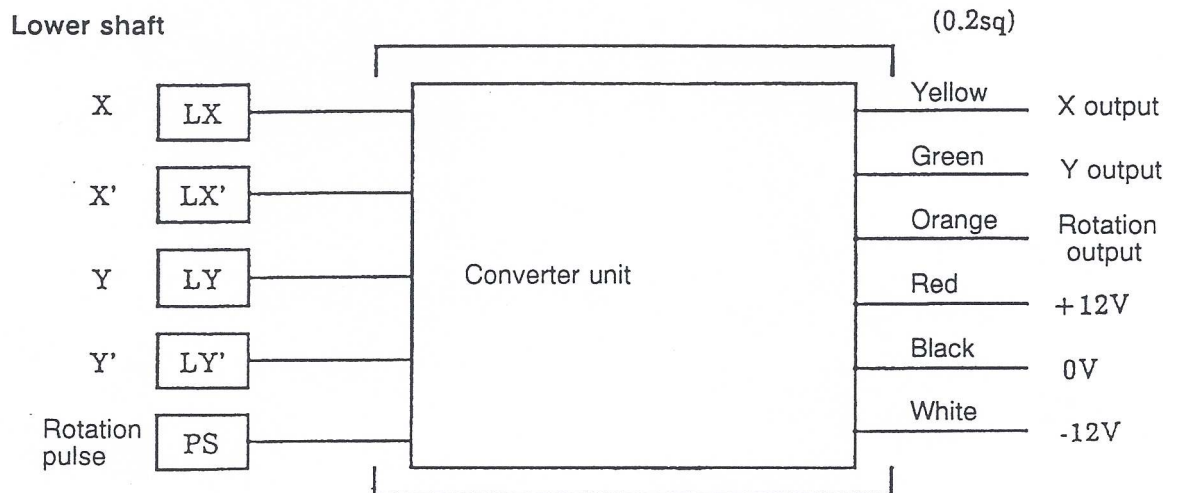 Lower shaft
(0.2sq)
X LX Yellow X output
X' LX' Green Y output
Orange Rotation
output
Y LY Converter unit Red +12V
Y' LY' Black 0V
Rotation
pulse PS White -12V